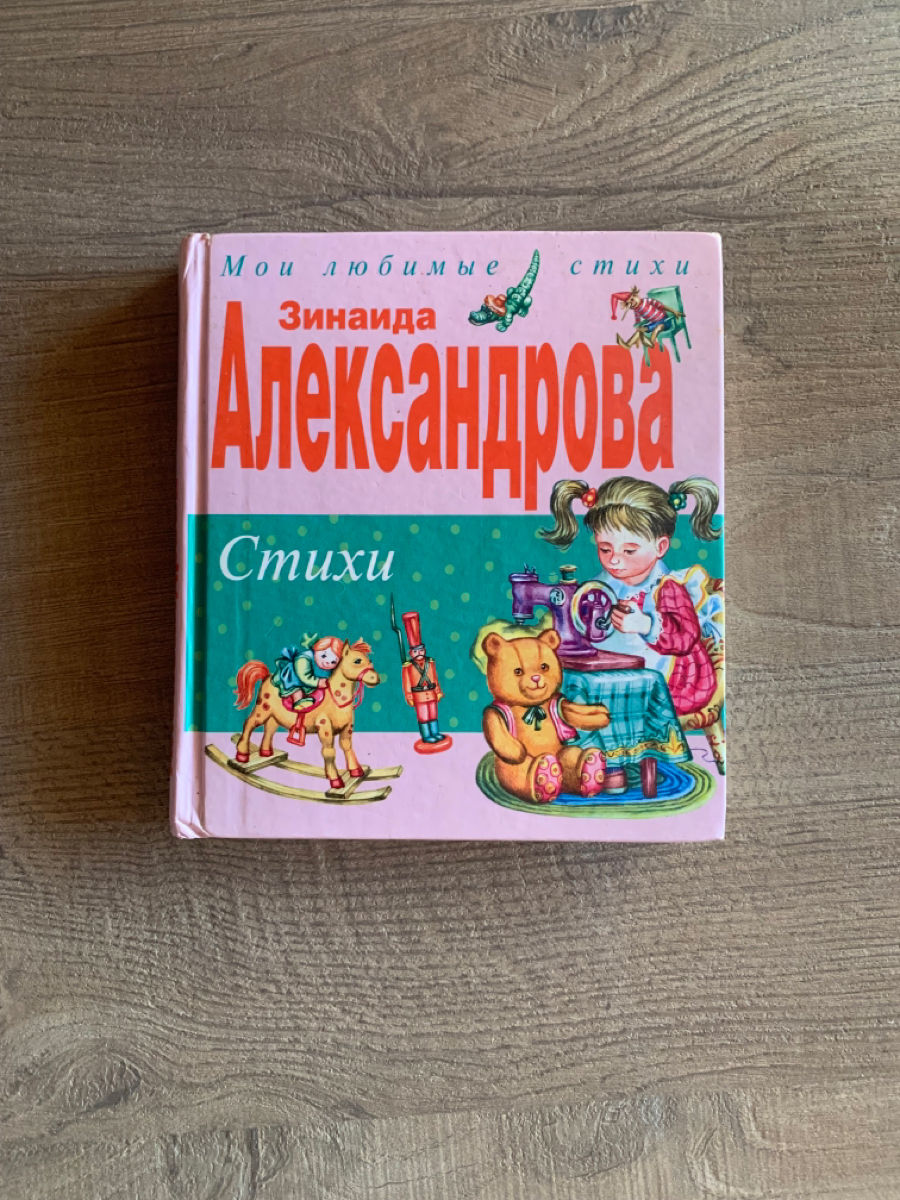 Мои любимые стихи
Зинаида
Александрова
Стихи